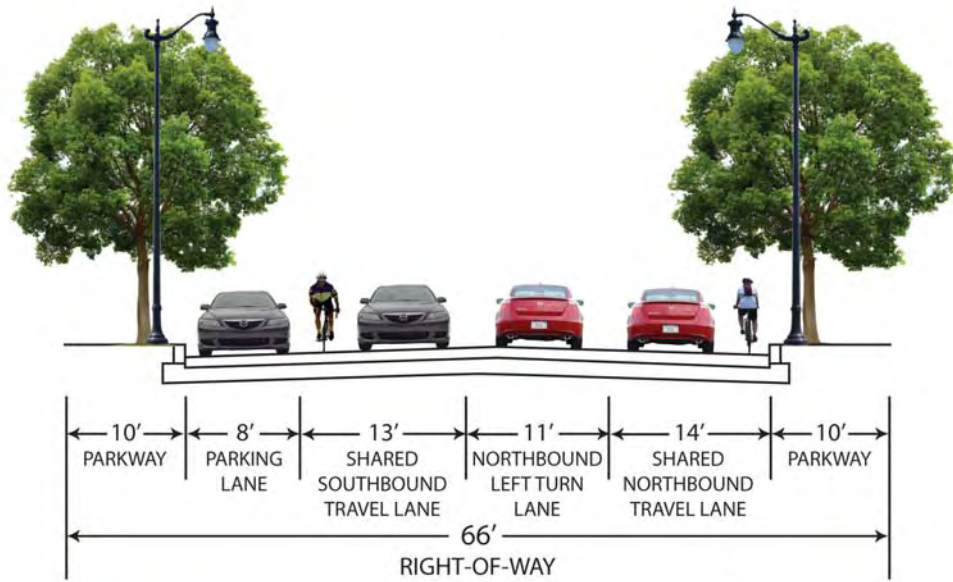 10’
PARKWAY
8’
PARKING
LANE
13’
SHARED
SOUTHBOUND
TRAVEL LANE
11’
NORTHBOUND
LEFT TURN
LANE
14’
SHARED
NORTHBOUND
TRAVEL LANE
10’
PARKWAY
66’
RIGHT-OF-WAY